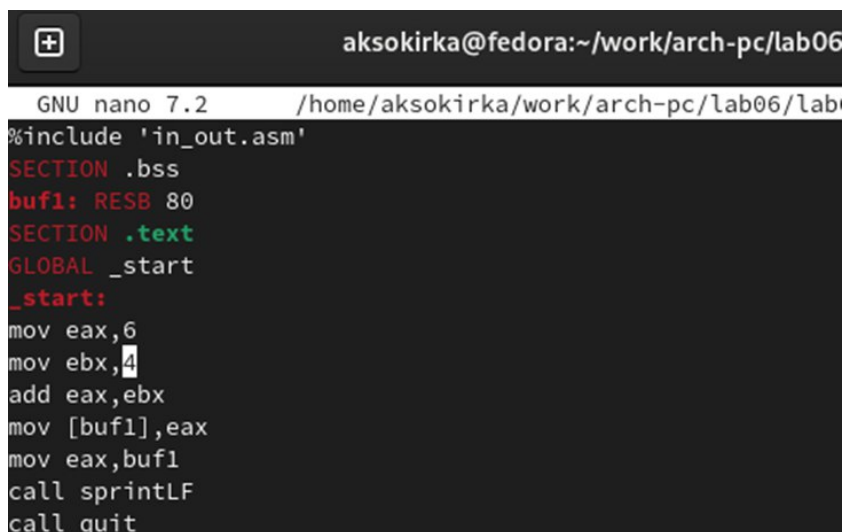 aksokirka@fedora:~/work/arch-pc/lab06
GNU nano 7.2 /home/aksokirka/work/arch-pc/lab06/lab
%include 'in_out.asm'
SECTION .bss
buf1: RESB 80
SECTION .text
GLOBAL _start
_start:
mov eax,6
mov ebx,4
add eax,ebx
mov [buf1],eax
mov eax,buf1
call sprintLF
call quit